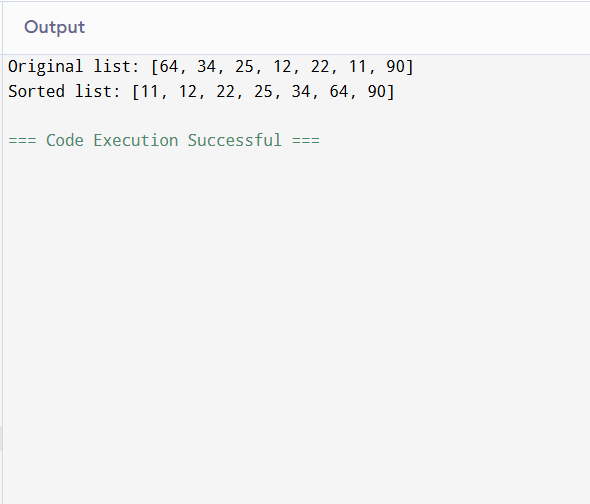 Output
Original list: [64, 34, 25, 12, 22, 11, 90]
Sorted list: [11, 12, 22, 25, 34, 64, 90]
=== Code Execution Successful ===